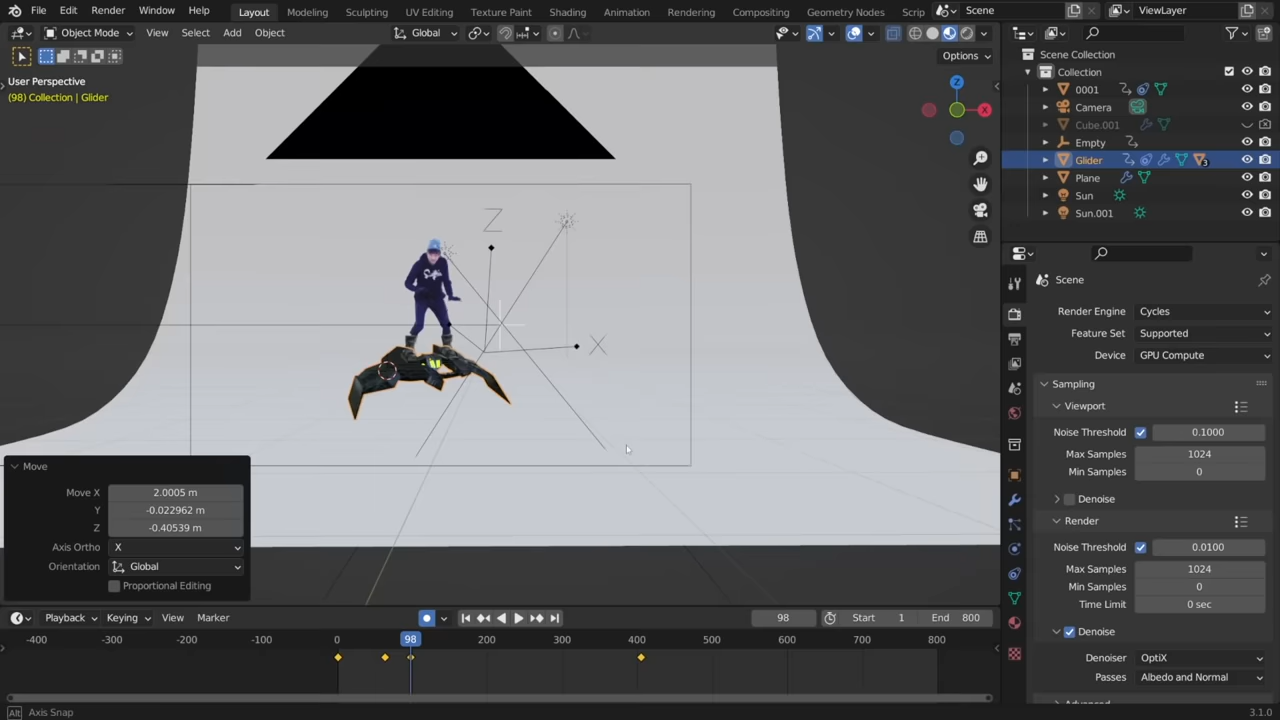 File Edit Render Window Help Layout Modeling Sculpting UV Editing Texture Paint Shading Animation Rendering Compositing Geometry Nodes Scrip Scene ViewLayer
Object Mode View Select Add Object Global
Options
User Perspective
(98) Collection | Glider
Z
X
Z
X
Scene Collection
Collection
0001
Camera
Cube.001
Empty
Glider 3
Plane
Sun
Sun.001
Scene
Render Engine Cycles
Feature Set Supported
Device GPU Compute
Sampling
Viewport
Noise Threshold 0.1000
Max Samples 1024
Min Samples 0
Denoise
Render
Noise Threshold 0.0100
Max Samples 1024
Min Samples 0
Time Limit 0 sec
Denoise
Denoiser OptiX
Passes Albedo and Normal
Move
Move X 2.0005 m
Y -0.022962 m
Z -0.40539 m
Axis Ortho X
Orientation Global
Proportional Editing
Playback Keying View Marker 98 Start 1 End 800
-400 -300 -200 -100 0 98 200 300 400 500 600 700 800
Alt Axis Snap
3.1.0